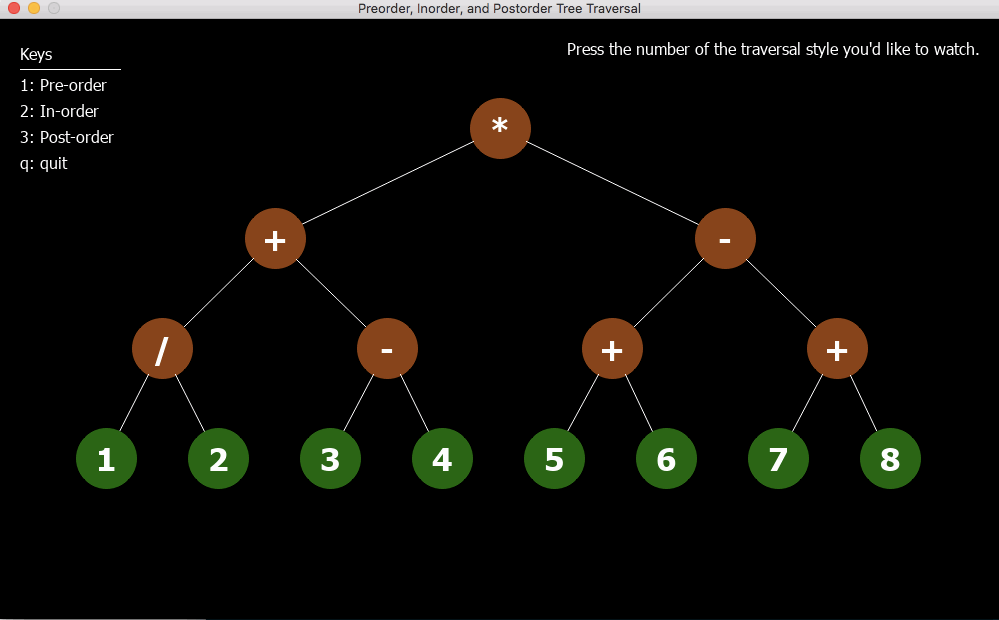 Preorder, Inorder, and Postorder Tree Traversal
Keys
Press the number of the traversal style you'd like to watch.
1: Pre-order
2: In-order
3: Post-order
q: quit
*
+ -
/ - + +
1 2 3 4 5 6 7 8